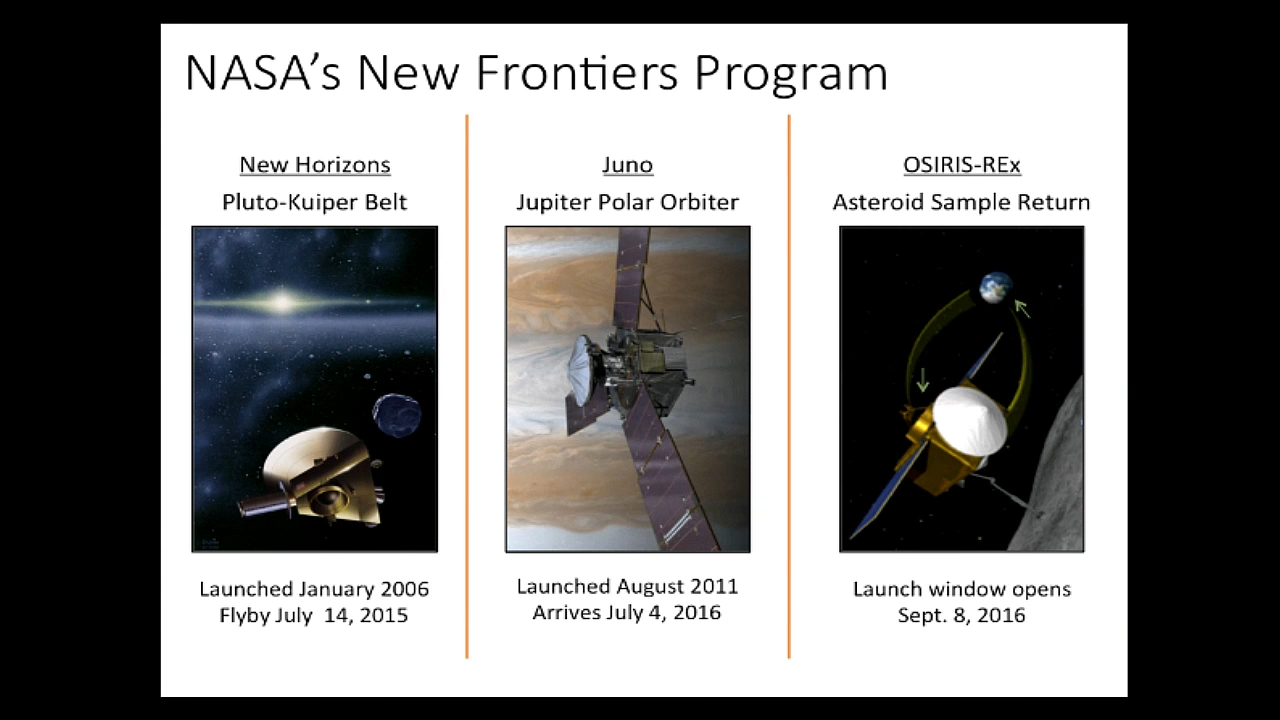 NASA's New Frontiers Program
New Horizons
Pluto-Kuiper Belt
Launched January 2006
Flyby July  14, 2015
Juno
Jupiter Polar Orbiter
Launched August 2011
Arrives July 4, 2016
OSIRIS-REx
Asteroid Sample Return
Launch window opens
Sept. 8, 2016